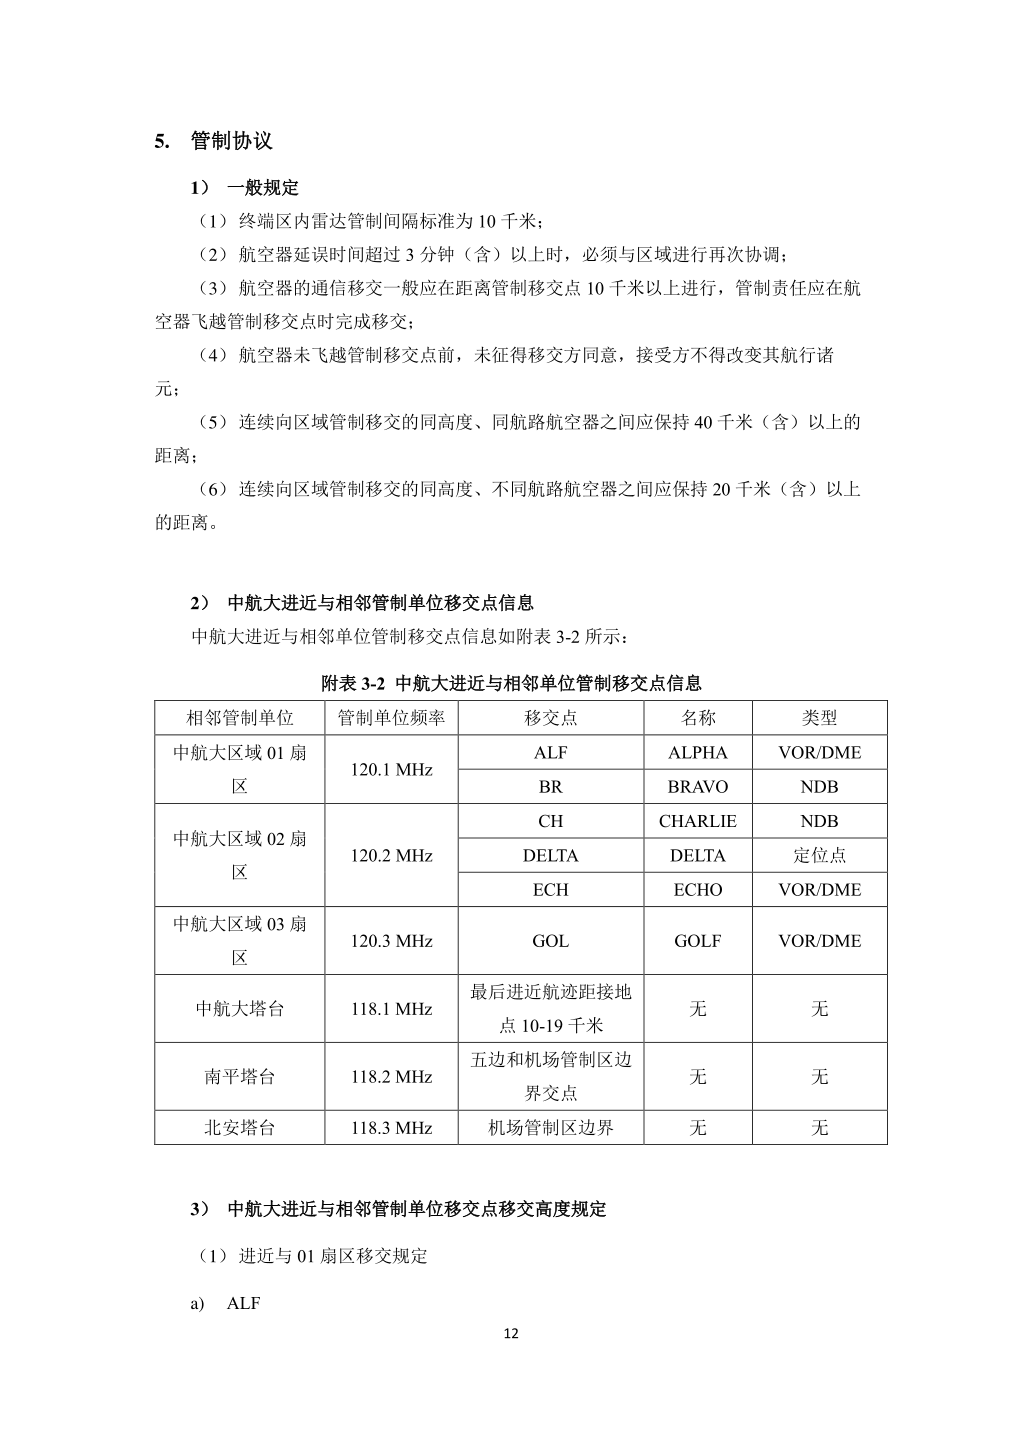 5. 管制协议
1） 一般规定
（1） 终端区内雷达管制间隔标准为 10 千米；
（2） 航空器延误时间超过 3 分钟（含）以上时，必须与区域进行再次协调；
（3） 航空器的通信移交一般应在距离管制移交点 10 千米以上进行，管制责任应在航
空器飞越管制移交点时完成移交；
（4） 航空器未飞越管制移交点前，未征得移交方同意，接受方不得改变其航行诸
元；
（5） 连续向区域管制移交的同高度、同航路航空器之间应保持 40 千米（含）以上的
距离；
（6） 连续向区域管制移交的同高度、不同航路航空器之间应保持 20 千米（含）以上
的距离。
2） 中航大进近与相邻管制单位移交点信息
中航大进近与相邻单位管制移交点信息如附表 3-2 所示：
附表 3-2 中航大进近与相邻单位管制移交点信息
相邻管制单位 管制单位频率 移交点 名称 类型
中航大区域 01 扇
区
120.1 MHz
ALF ALPHA VOR/DME
BR BRAVO NDB
中航大区域 02 扇
区
120.2 MHz
CH CHARLIE NDB
DELTA DELTA 定位点
ECH ECHO VOR/DME
中航大区域 03 扇
区
120.3 MHz GOL GOLF VOR/DME
中航大塔台 118.1 MHz
最后进近航迹距接地
点 10-19 千米
无 无
南平塔台 118.2 MHz
五边和机场管制区边
界交点
无 无
北安塔台 118.3 MHz 机场管制区边界 无 无
3） 中航大进近与相邻管制单位移交点移交高度规定
（1） 进近与 01 扇区移交规定
a) ALF
12